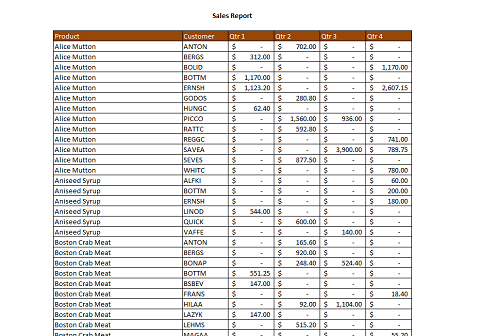 Sales Report
Product Customer Qtr 1 Qtr 2 Qtr 3 Qtr 4
Alice Mutton ANTON $ - $ 702.00 $ - $ -
Alice Mutton BERGS $ 312.00 $ - $ - $ -
Alice Mutton BOLID $ - $ - $ - $ 1,170.00
Alice Mutton BOTTM $ 1,170.00 $ - $ - $ -
Alice Mutton ERNSH $ 1,123.20 $ - $ - $ 2,607.15
Alice Mutton GODOS $ - $ 280.80 $ - $ -
Alice Mutton HUNGC $ 62.40 $ - $ - $ -
Alice Mutton PICCO $ - $ 1,560.00 $ 936.00 $ -
Alice Mutton RATTC $ - $ 592.80 $ - $ -
Alice Mutton REGGC $ - $ - $ - $ 741.00
Alice Mutton SAVEA $ - $ - $ 3,900.00 $ 789.75
Alice Mutton SEVES $ - $ 877.50 $ - $ -
Alice Mutton WHITC $ - $ - $ - $ 780.00
Aniseed Syrup ALFKI $ - $ - $ - $ 60.00
Aniseed Syrup BOTTM $ - $ - $ - $ 200.00
Aniseed Syrup ERNSH $ - $ - $ - $ 180.00
Aniseed Syrup LINOD $ 544.00 $ - $ - $ -
Aniseed Syrup QUICK $ - $ 600.00 $ - $ -
Aniseed Syrup VAFFE $ - $ - $ 140.00 $ -
Boston Crab Meat ANTON $ - $ 165.60 $ - $ -
Boston Crab Meat BERGS $ - $ 920.00 $ - $ -
Boston Crab Meat BONAP $ - $ 248.40 $ 524.40 $ -
Boston Crab Meat BOTTM $ 551.25 $ - $ - $ -
Boston Crab Meat BSBEV $ 147.00 $ - $ - $ -
Boston Crab Meat FRANS $ - $ - $ - $ 18.40
Boston Crab Meat HILAA $ - $ 92.00 $ 1,104.00 $ -
Boston Crab Meat LAZYK $ 147.00 $ - $ - $ -
Boston Crab Meat LEHMS $ - $ 515.20 $ - $ -
Boston Crab Meat MAGAA $ - $ - $ - $ 55.20